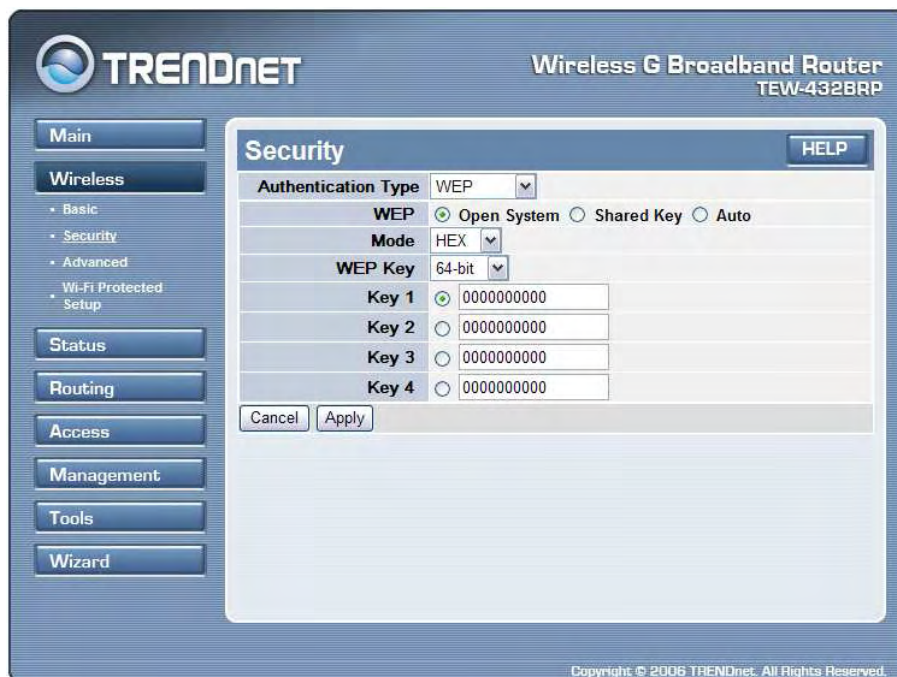 TRENDNET
Wireless G Broadband Router
TEW-432BRP
Main
Wireless
Basic
Security
Advanced
Wi-Fi Protected
Setup
Status
Routing
Access
Management
Tools
Wizard
Security
HELP
Authentication Type WEP
WEP Open System Shared Key Auto
Mode HEX
WEP Key 64-bit
Key 1 0000000000
Key 2 0000000000
Key 3 0000000000
Key 4 0000000000
Cancel Apply
Copyright © 2006 TRENDnet. All Rights Reserved.